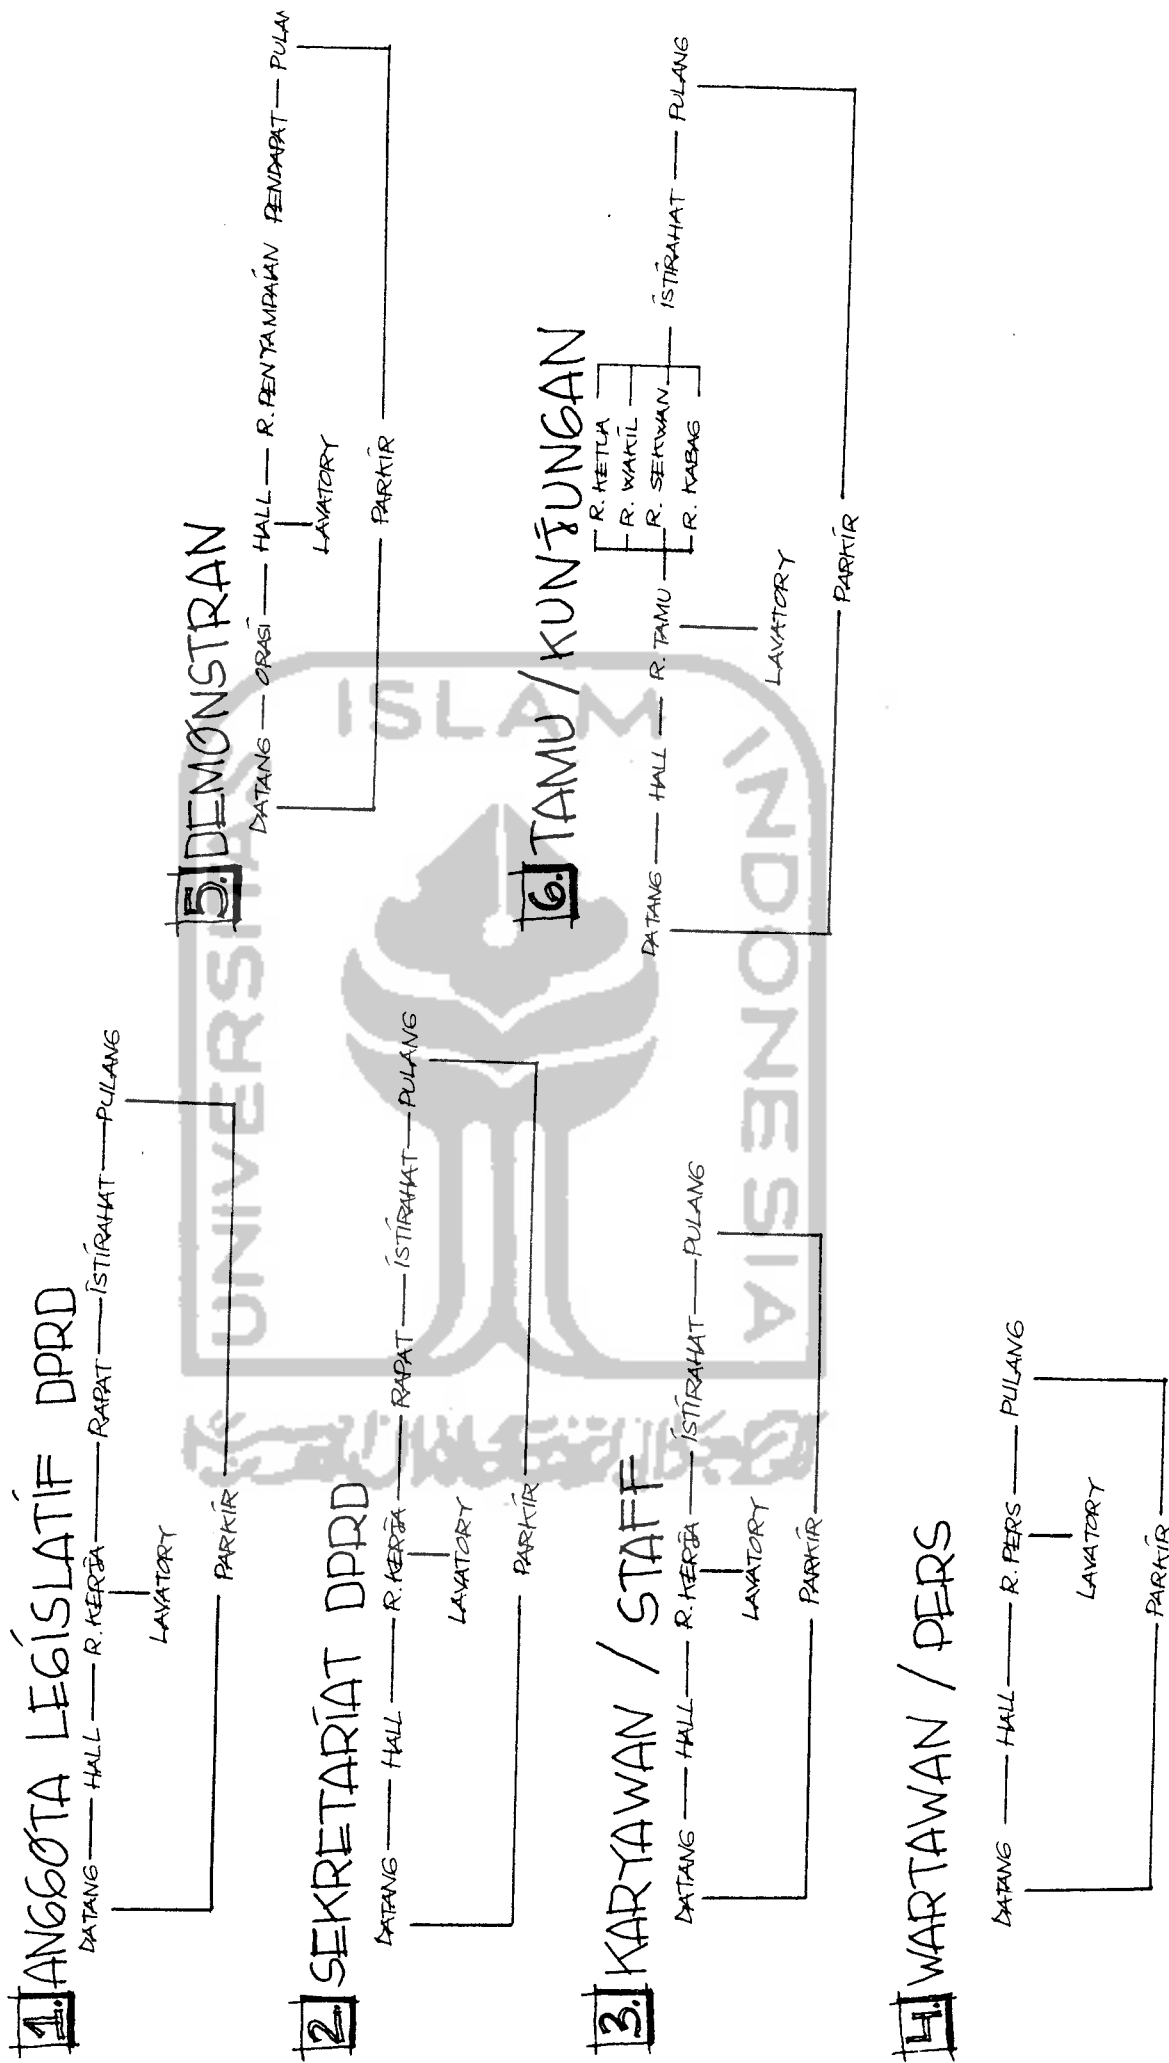 1. ANGGOTA LEGISLATIF DPRD
DATANG — HALL — R. KERJA — RAPAT — ISTIRAHAT — PULANG
LAVATORY
PARKIR
2. SEKRETARIAT DPRD
DATANG — HALL — R. KERJA — RAPAT — ISTIRAHAT — PULANG
LAVATORY
PARKIR
3. KARYAWAN / STAFF
DATANG — HALL — R. KERJA — ISTIRAHAT — PULANG
LAVATORY
PARKIR
4. WARTAWAN / PERS
DATANG — HALL — R. PERS — PULANG
LAVATORY
PARKIR
5. DEMONSTRAN
DATANG — ORASI — HALL — R. PENYAMPAIAN PENDAPAT — PULAN
LAVATORY
PARKIR
6. TAMU / KUNJUNGAN
R. KETUA
R. WAKIL
DATANG — HALL — R. TAMU — R. SEKWAN — ISTIRAHAT — PULANG
R. KABAG
LAVATORY
PARKIR
UNIVERSITAS
ISLAM
INDONESIA